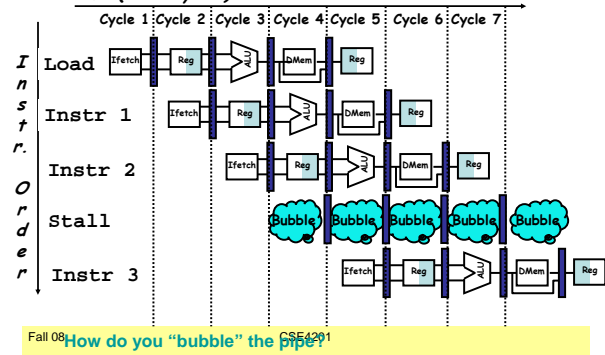 Cycle 1 Cycle 2 Cycle 3 Cycle 4 Cycle 5 Cycle 6 Cycle 7
Instr. Order
Load Ifetch Reg ALU DMem Reg
Instr 1 Ifetch Reg ALU DMem Reg
Instr 2 Ifetch Reg ALU DMem Reg
Stall Bubble Bubble Bubble Bubble Bubble
Instr 3 Ifetch Reg ALU DMem Reg
Fall 08 How do you “bubble” the pipe? CSE4201